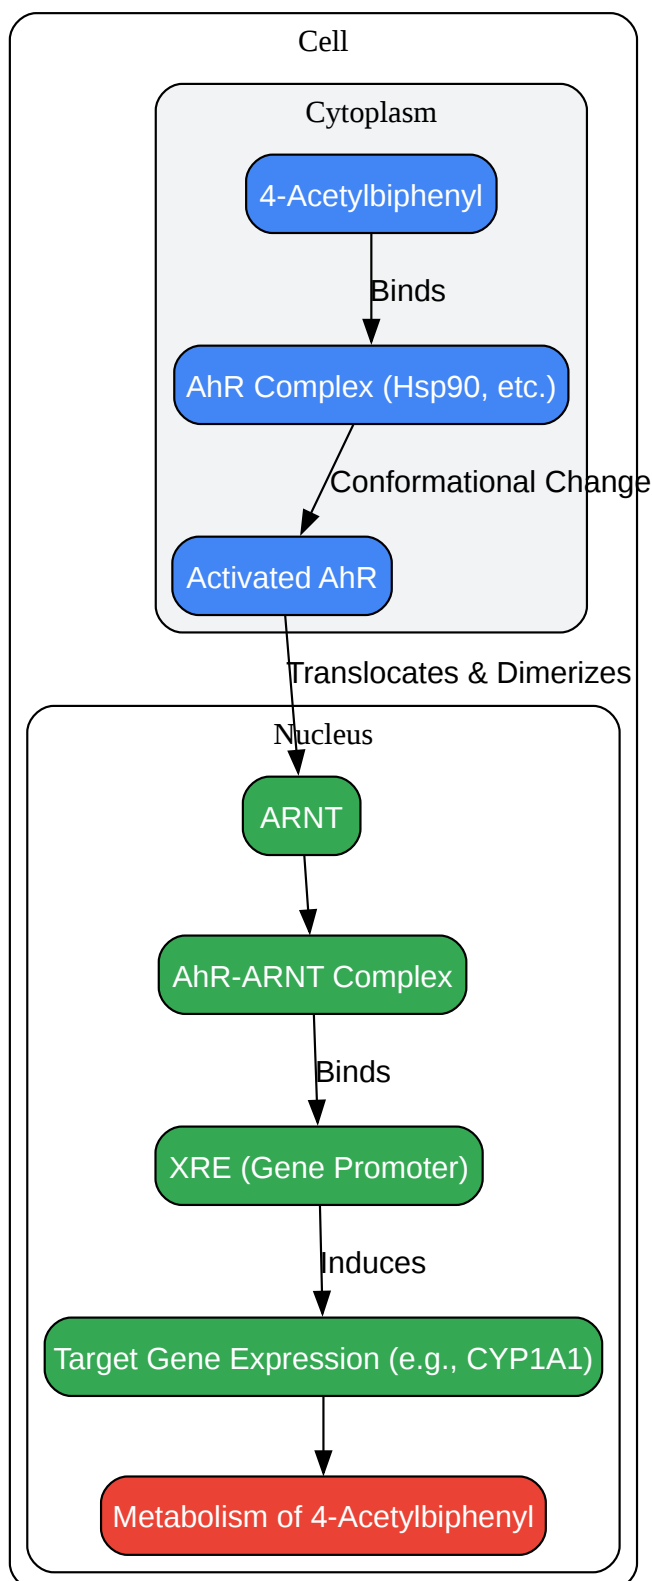 Cell
Cytoplasm
4-Acetylbiphenyl
Binds
AhR Complex (Hsp90, etc.)
Conformational Change
Activated AhR
Translocates & Dimerizes
Nucleus
ARNT
AhR-ARNT Complex
Binds
XRE (Gene Promoter)
Induces
Target Gene Expression (e.g., CYP1A1)
Metabolism of 4-Acetylbiphenyl